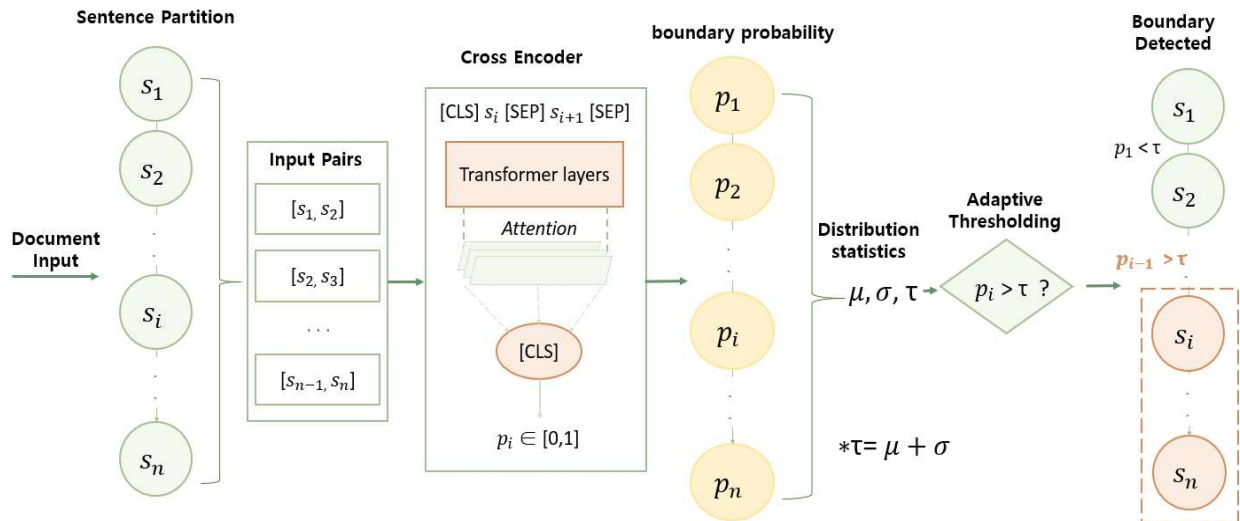 Document
Input
Sentence Partition
s₁
s₂
.
.
sᵢ
.
.
sₙ
Input Pairs
[s₁, s₂]
[s₂, s₃]
...
[sₙ₋₁, sₙ]
Cross Encoder
[CLS] sᵢ [SEP] sᵢ₊₁ [SEP]
Transformer layers
Attention
[CLS]
pᵢ ∈ [0,1]
boundary probability
p₁
p₂
.
.
pᵢ
.
.
pₙ
Distribution
statistics
μ, σ, τ
*τ= μ + σ
Adaptive
Thresholding
pᵢ > τ ?
Boundary
Detected
s₁
p₁ < τ
s₂
.
pᵢ₋₁ > τ
.
sᵢ
.
.
sₙ